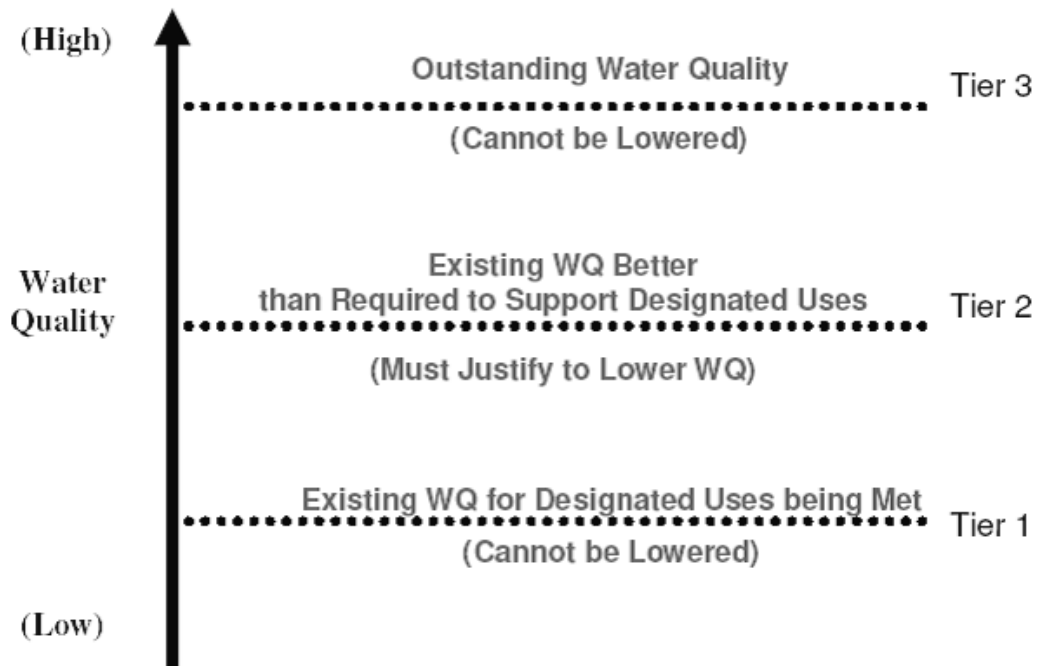 (High)
Outstanding Water Quality
Tier 3
(Cannot be Lowered)
Existing WQ Better
Water
Quality
than Required to Support Designated Uses
Tier 2
(Must Justify to Lower WQ)
Existing WQ for Designated Uses being Met
Tier 1
(Cannot be Lowered)
(Low)